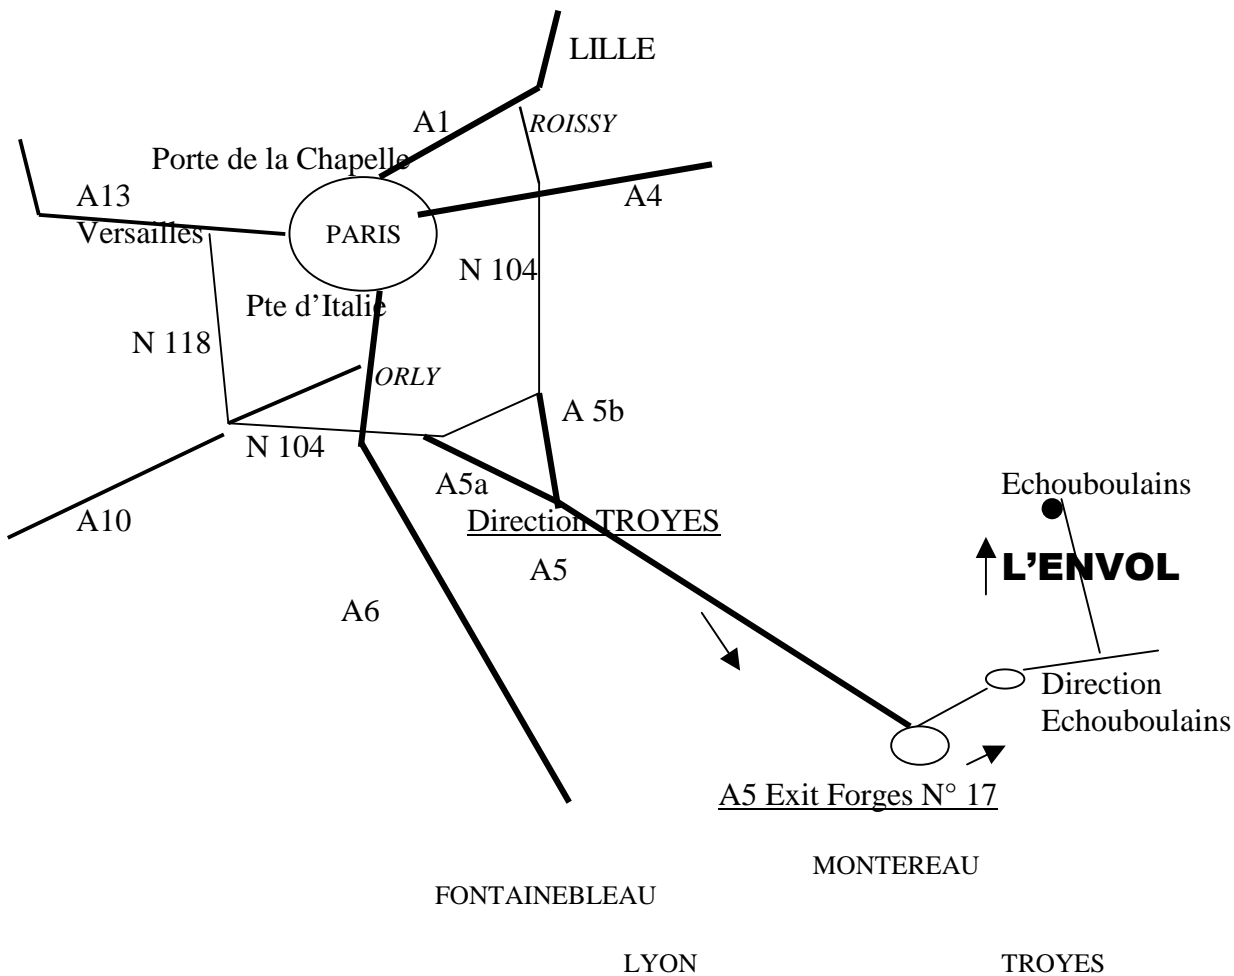 LILLE
A1
ROISSY
Porte de la Chapelle
A13
A4
Versailles
PARIS
N 104
Pte d’Italie
N 118
ORLY
A 5b
N 104
A5a
Echouboulains
A10
Direction TROYES
L’ENVOL
A5
A6
Direction
Echouboulains
A5 Exit Forges N° 17
MONTEREAU
FONTAINEBLEAU
LYON
TROYES